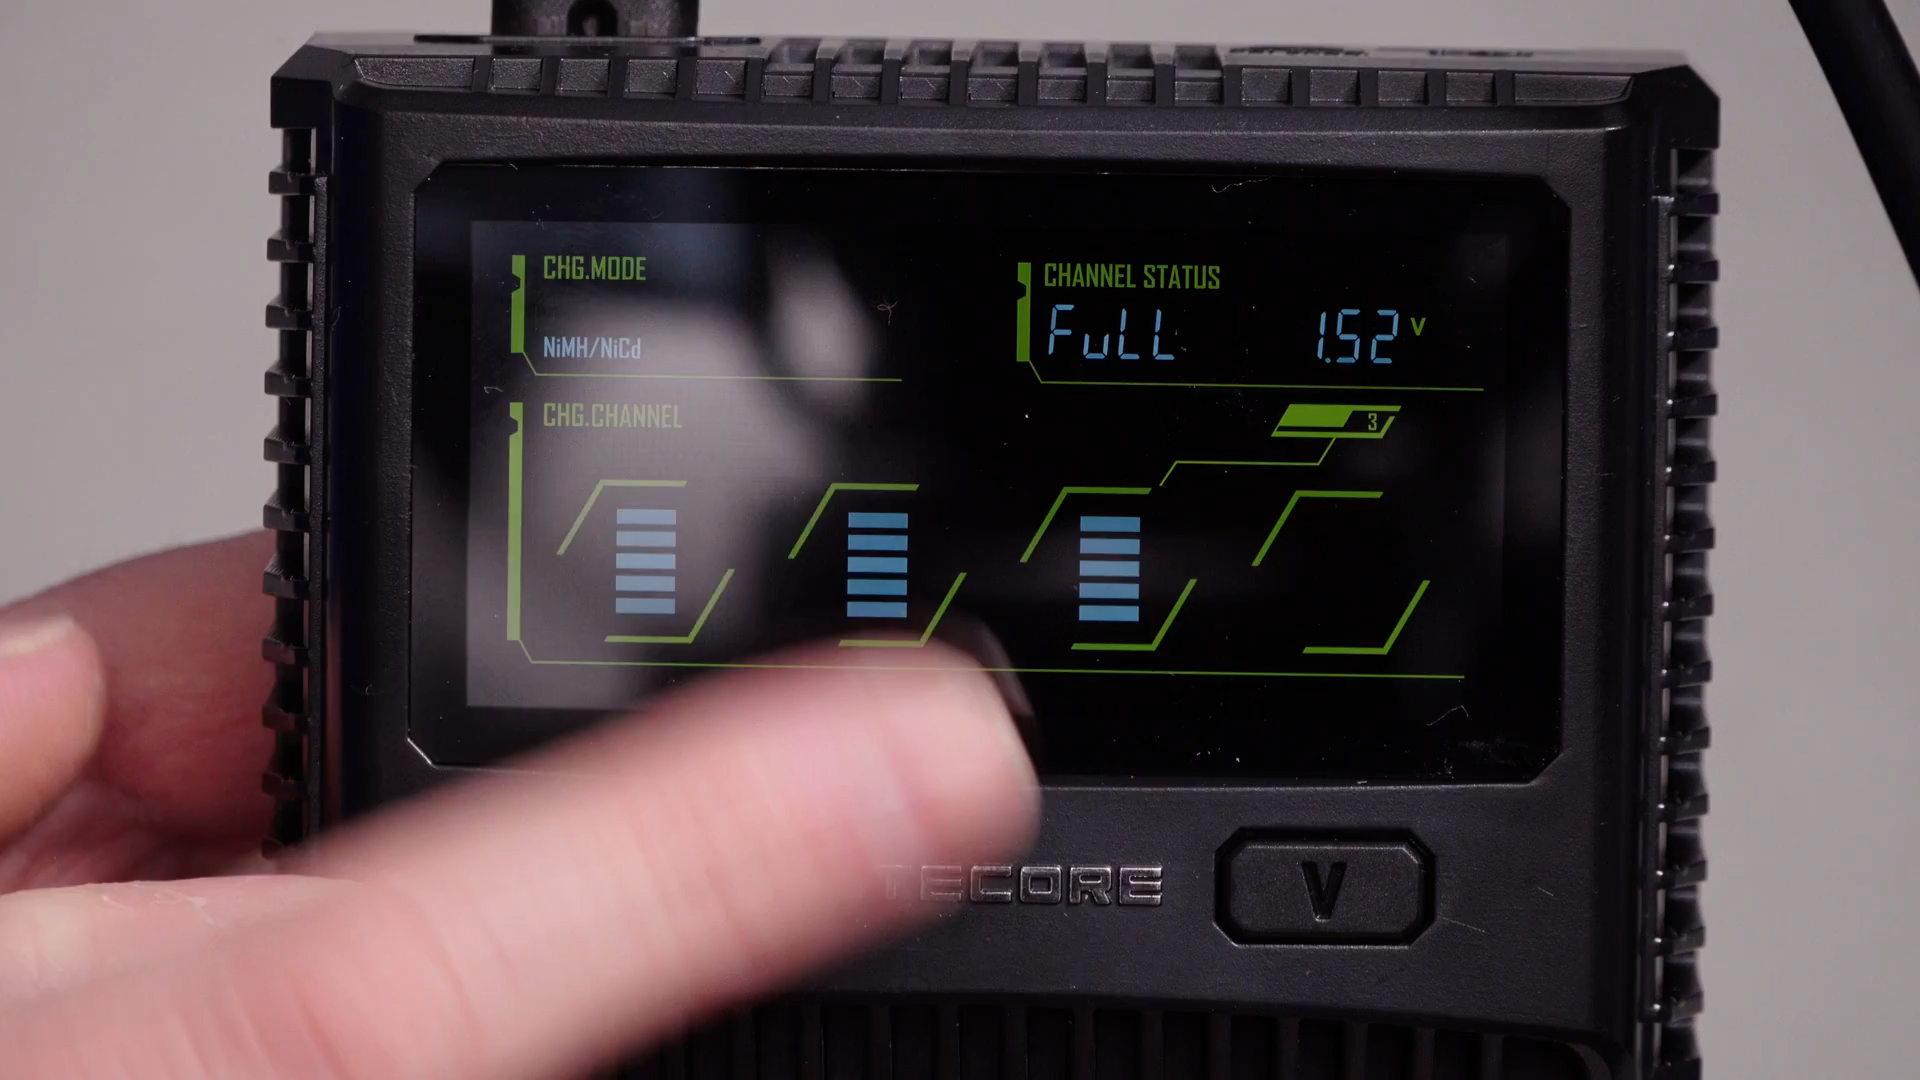 CHG.MODE
NiMH/NiCd
CHANNEL STATUS
FuLL 1.52 V
CHG.CHANNEL
3
TECORE
V